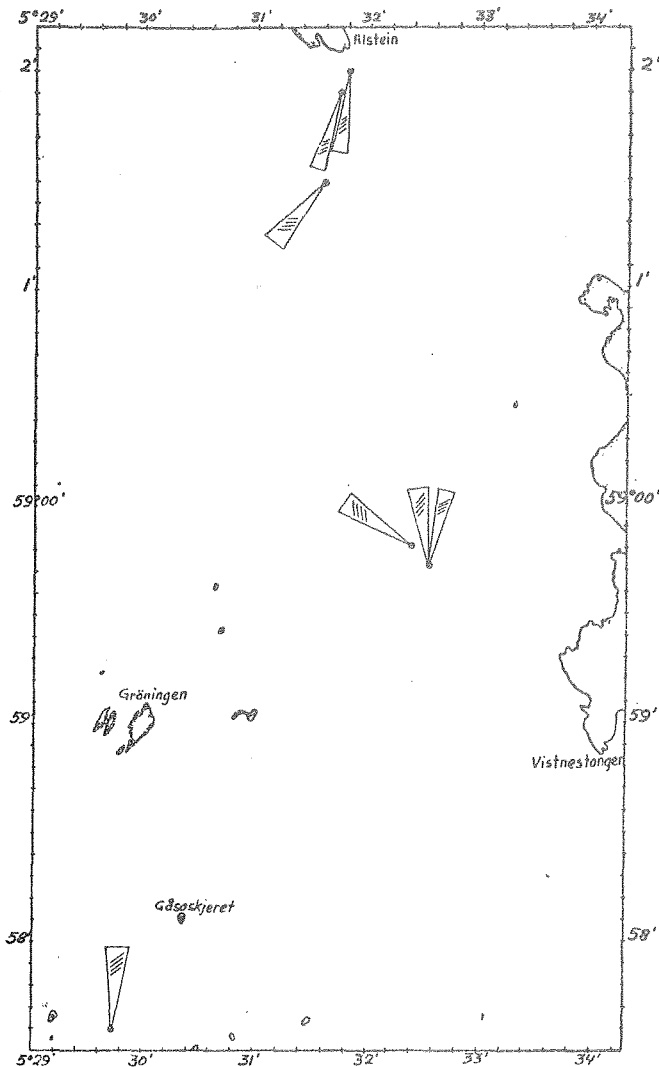 5°29' 30' 31' 32' 33' 34'
Alstein
2' 2'
1' 1'
59°00' 59°00'
Gröningen
59' 59'
Vistnestangen
Gåsaskjeret
58' 58'
5°29' 30' 31' 32' 33' 34'